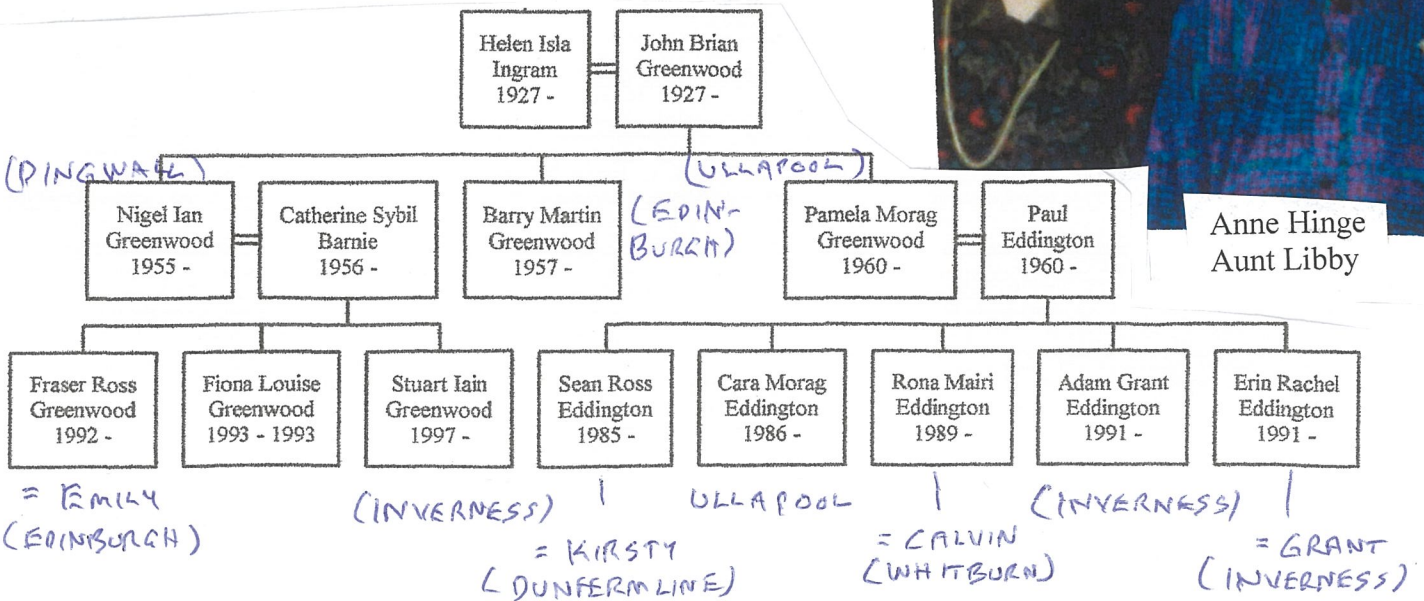 Helen Isla
Ingram
1927 -
John Brian
Greenwood
1927 -
(DINGWALL)
(ULLAPOOL)
Nigel Ian
Greenwood
1955 -
Catherine Sybil
Barnie
1956 -
Barry Martin
Greenwood
1957 -
(EDIN-
BURGH)
Pamela Morag
Greenwood
1960 -
Paul
Eddington
1960 -
Anne Hinge
Aunt Libby
Fraser Ross
Greenwood
1992 -
Fiona Louise
Greenwood
1993 - 1993
Stuart Iain
Greenwood
1997 -
Sean Ross
Eddington
1985 -
Cara Morag
Eddington
1986 -
Rona Mairi
Eddington
1989 -
Adam Grant
Eddington
1991 -
Erin Rachel
Eddington
1991 -
= EMILY
(EDINBURGH)
(INVERNESS)
= KIRSTY
(DUNFERMLINE)
ULLAPOOL
= CALVIN
(WHITBURN)
(INVERNESS)
= GRANT
(INVERNESS)